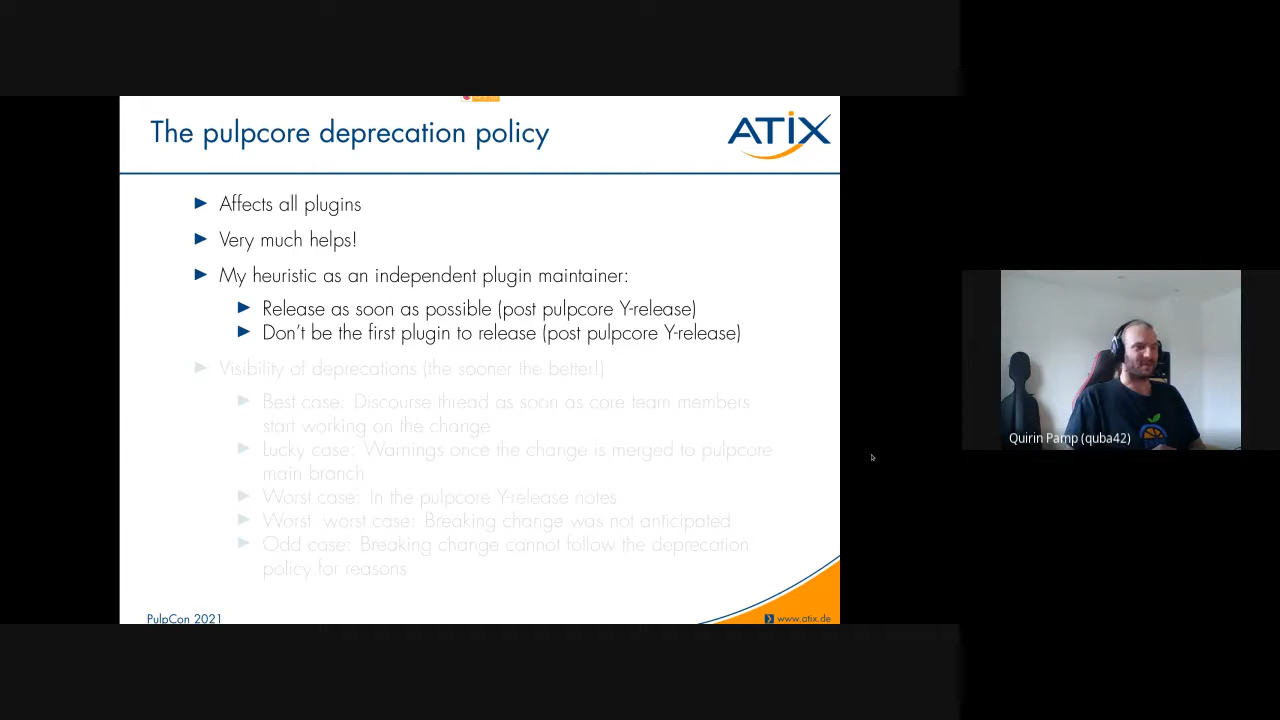 The pulpcore deprecation policy
ATIX
Affects all plugins
Very much helps!
My heuristic as an independent plugin maintainer:
Release as soon as possible (post pulpcore Y-release)
Don't be the first plugin to release (post pulpcore Y-release)
Visibility of deprecations (the sooner the better!)
Best case: Discourse thread as soon as core team members
start working on the change
Lucky case: Warnings once the change is merged to pulpcore
main branch
Worst case: In the pulpcore Y-release notes
Worst worst case: Breaking change was not anticipated
Odd case: Breaking change cannot follow the deprecation
policy for reasons
PulpCon 2021
www.atix.de
Quirin Pamp (quba42)